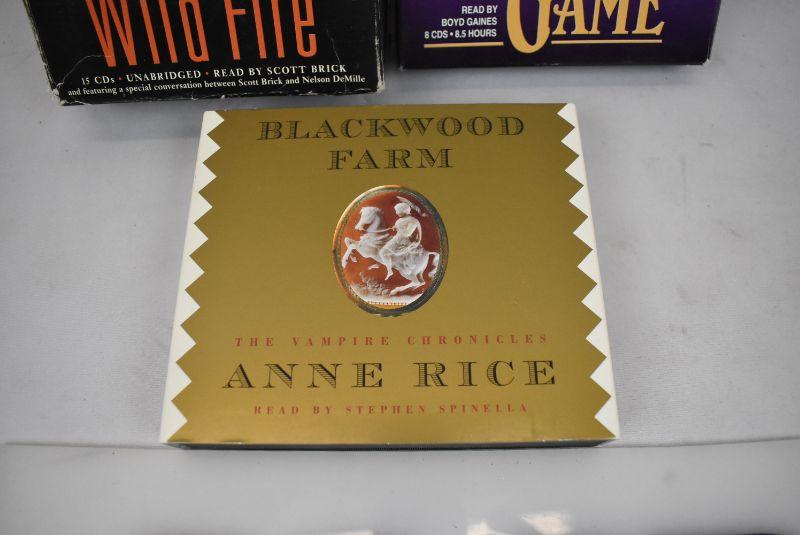 Wild Fire
15 CDs • UNABRIDGED • READ BY SCOTT BRICK
and featuring a special conversation between Scott Brick and Nelson DeMille
READ BY
BOYD GAINES
8 CDS • 8.5 HOURS
GAME
BLACKWOOD
FARM
THE VAMPIRE CHRONICLES
ANNE RICE
READ BY STEPHEN SPINELLA